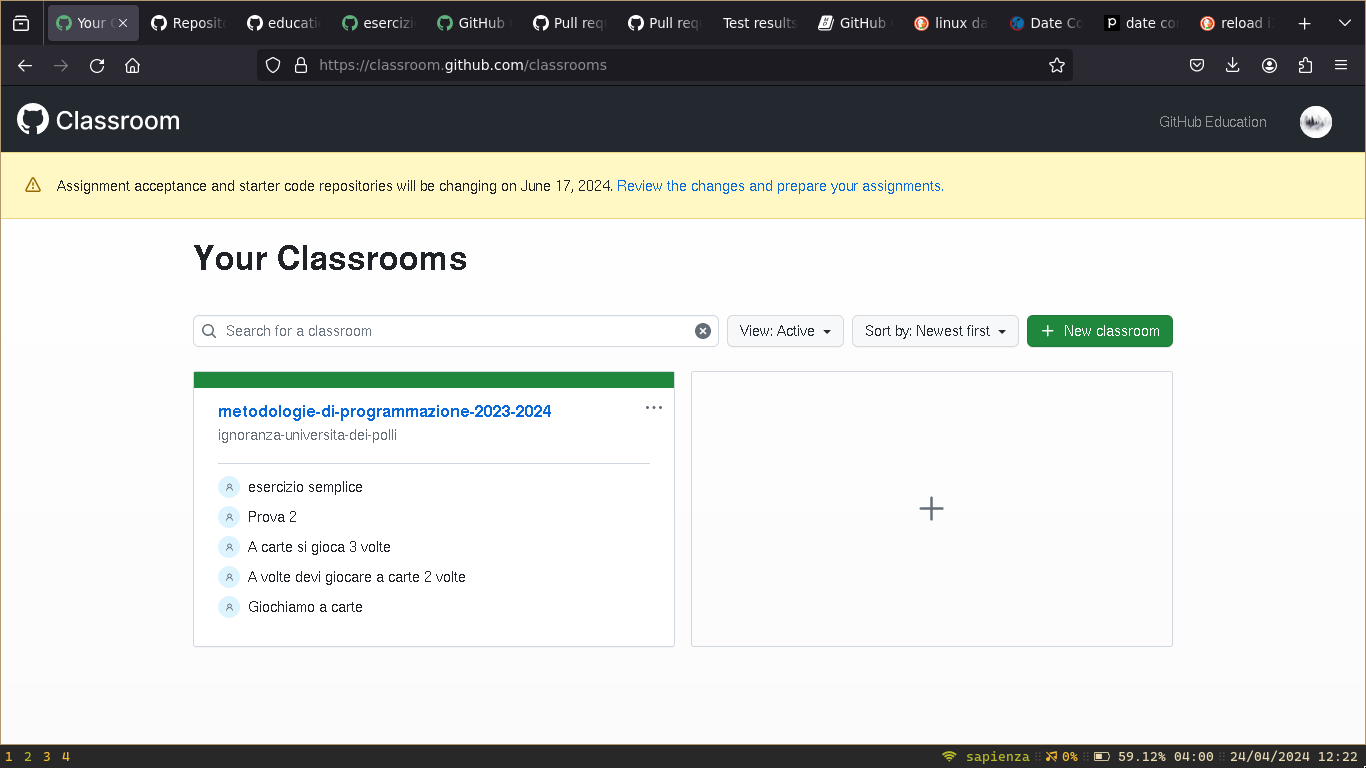 Your C
Reposit
educati
esercizi
GitHub
Pull req
Pull req
Test results
GitHub
linux da
Date Co
date con
reload i
https://classroom.github.com/classrooms
Classroom
GitHub Education
Assignment acceptance and starter code repositories will be changing on June 17, 2024. Review the changes and prepare your assignments.
Your Classrooms
Search for a classroom
View: Active
Sort by: Newest first
New classroom
metodologie-di-programmazione-2023-2024
ignoranza-universita-dei-polli
esercizio semplice
Prova 2
A carte si gioca 3 volte
A volte devi giocare a carte 2 volte
Giochiamo a carte
1 2 3 4
sapienza 0% 59.12% 04:00 24/04/2024 12:22